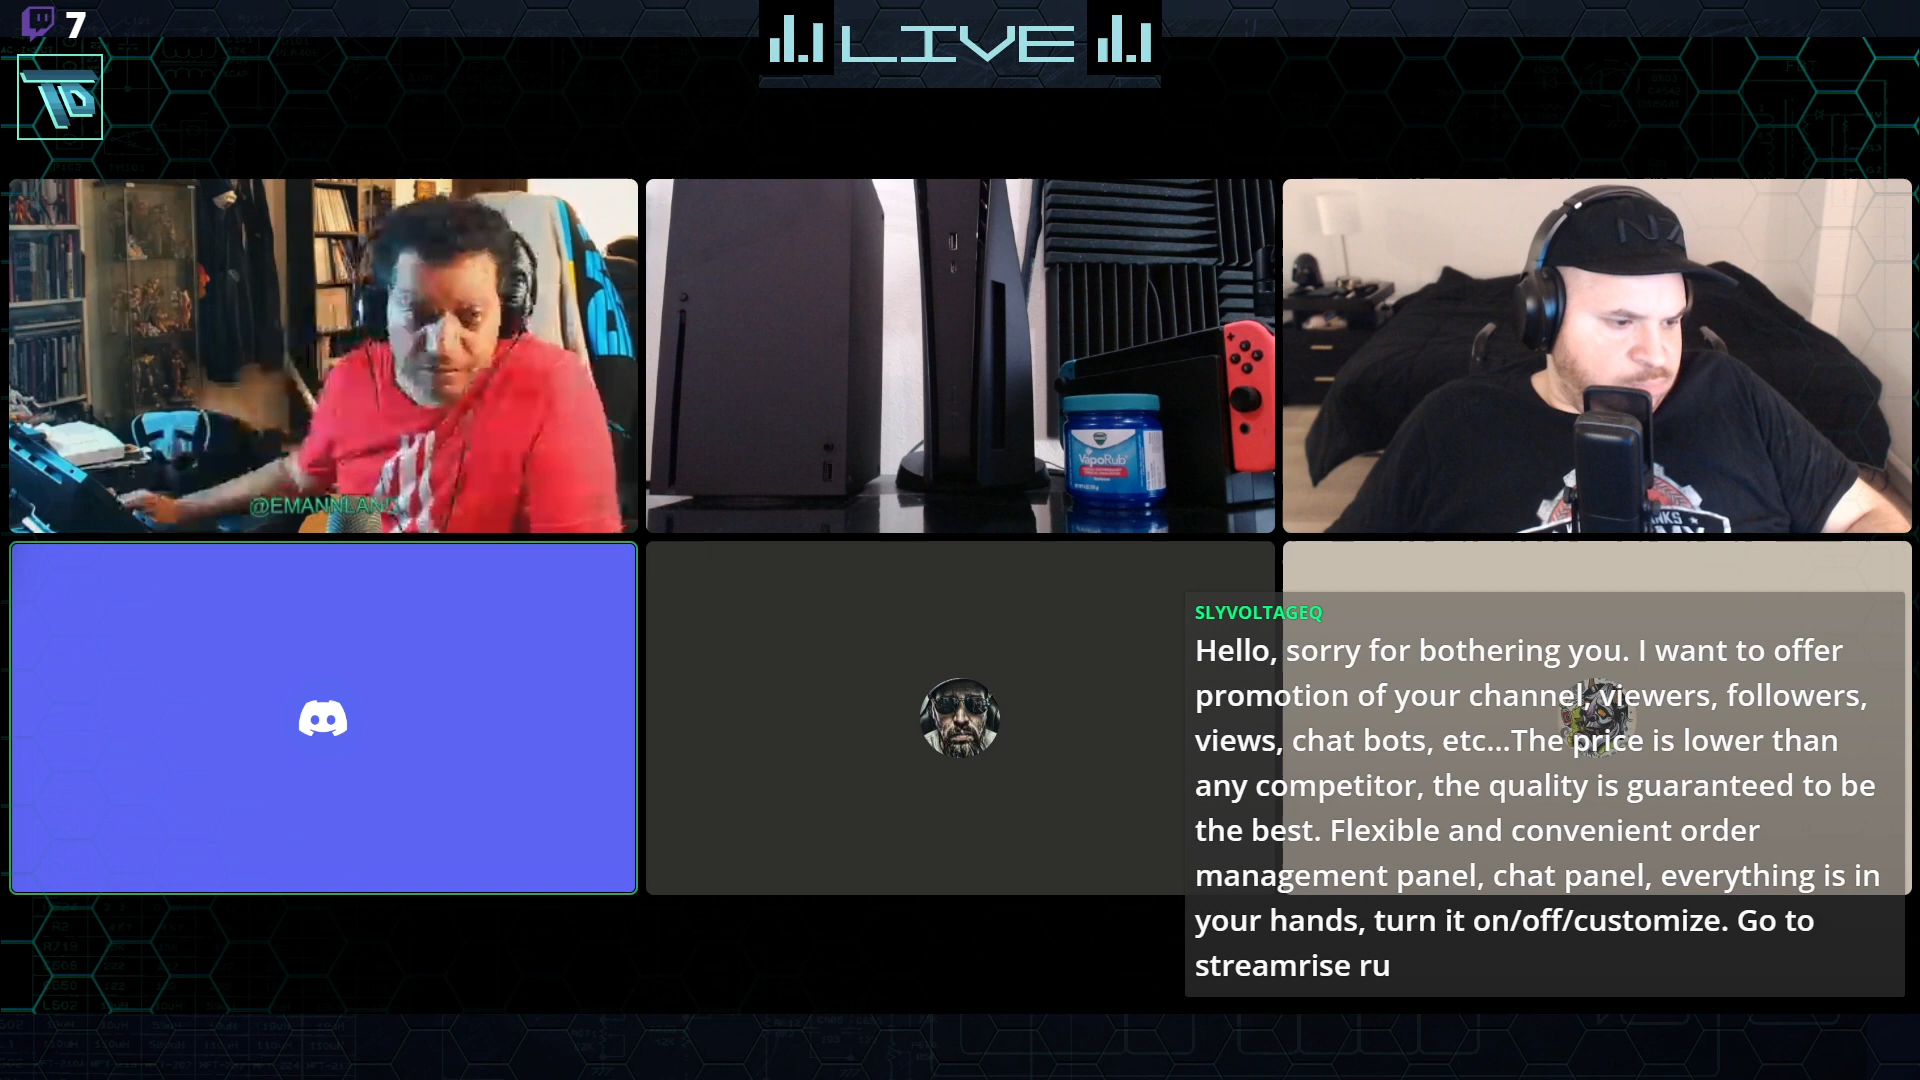 7
LIVE
TD
N7
@EMANNLAND
VapoRub
SLYVOLTAGEQ
Hello, sorry for bothering you. I want to offer
promotion of your channel, viewers, followers,
views, chat bots, etc...The price is lower than
any competitor, the quality is guaranteed to be
the best. Flexible and convenient order
management panel, chat panel, everything is in
your hands, turn it on/off/customize. Go to
streamrise ru